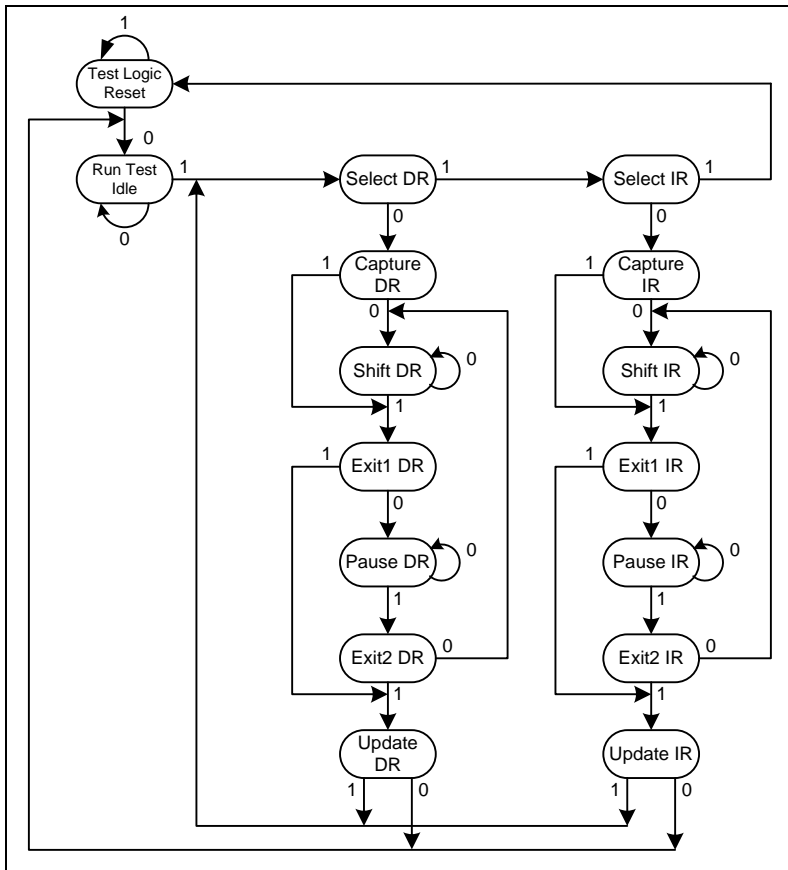 1
Test Logic
Reset
0
Run Test
Idle
1
0
Select DR
1
Select IR
1
0
0
1
Capture
DR
1
Capture
IR
0
0
Shift DR
0
Shift IR
0
1
1
1
Exit1 DR
1
Exit1 IR
0
0
Pause DR
0
Pause IR
0
1
1
Exit2 DR
0
Exit2 IR
0
1
1
Update
DR
Update IR
1
0
1
0